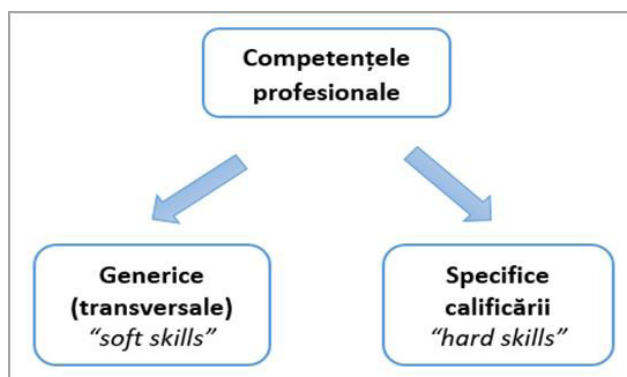 Competențele
profesionale
Generice
(transversale)
“soft skills”
Specifice
calificării
“hard skills”